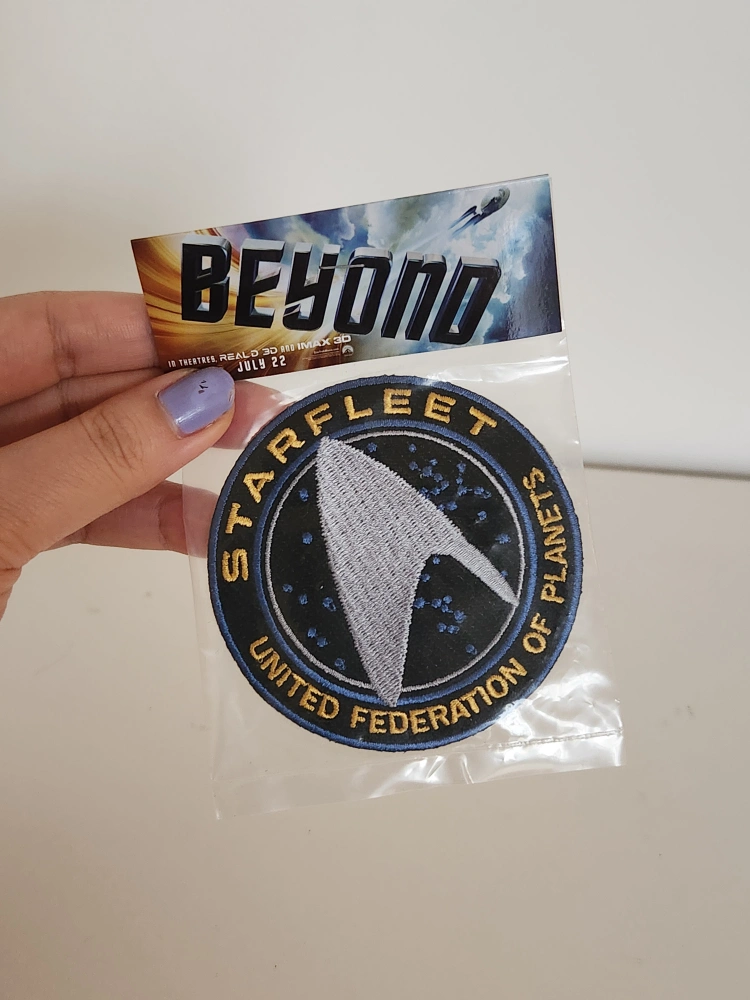 BEYOND
IN THEATRES, REAL D 3D AND IMAX 3D
JULY 22
STARFLEET
UNITED FEDERATION OF PLANETS